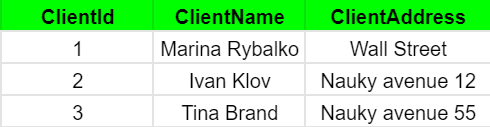 ClientId ClientName ClientAddress
1 Marina Rybalko Wall Street
2 Ivan Klov Nauky avenue 12
3 Tina Brand Nauky avenue 55